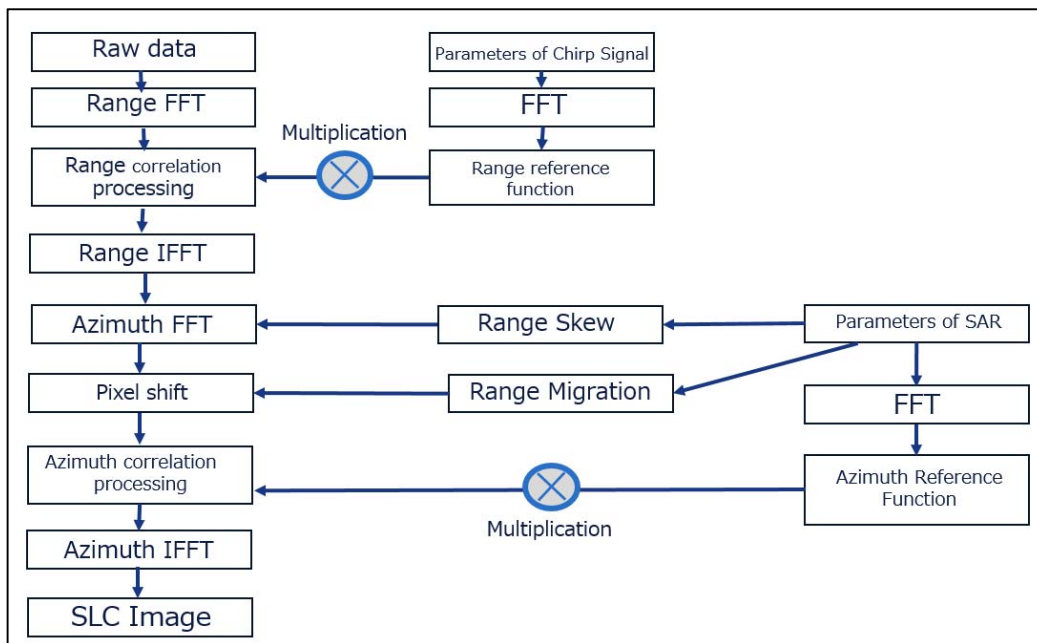 Raw data
Parameters of Chirp Signal
Range FFT
FFT
Multiplication
Range correlation
processing
Range reference
function
Range IFFT
Azimuth FFT
Range Skew
Parameters of SAR
Pixel shift
Range Migration
FFT
Azimuth correlation
processing
Azimuth Reference
Function
Multiplication
Azimuth IFFT
SLC Image